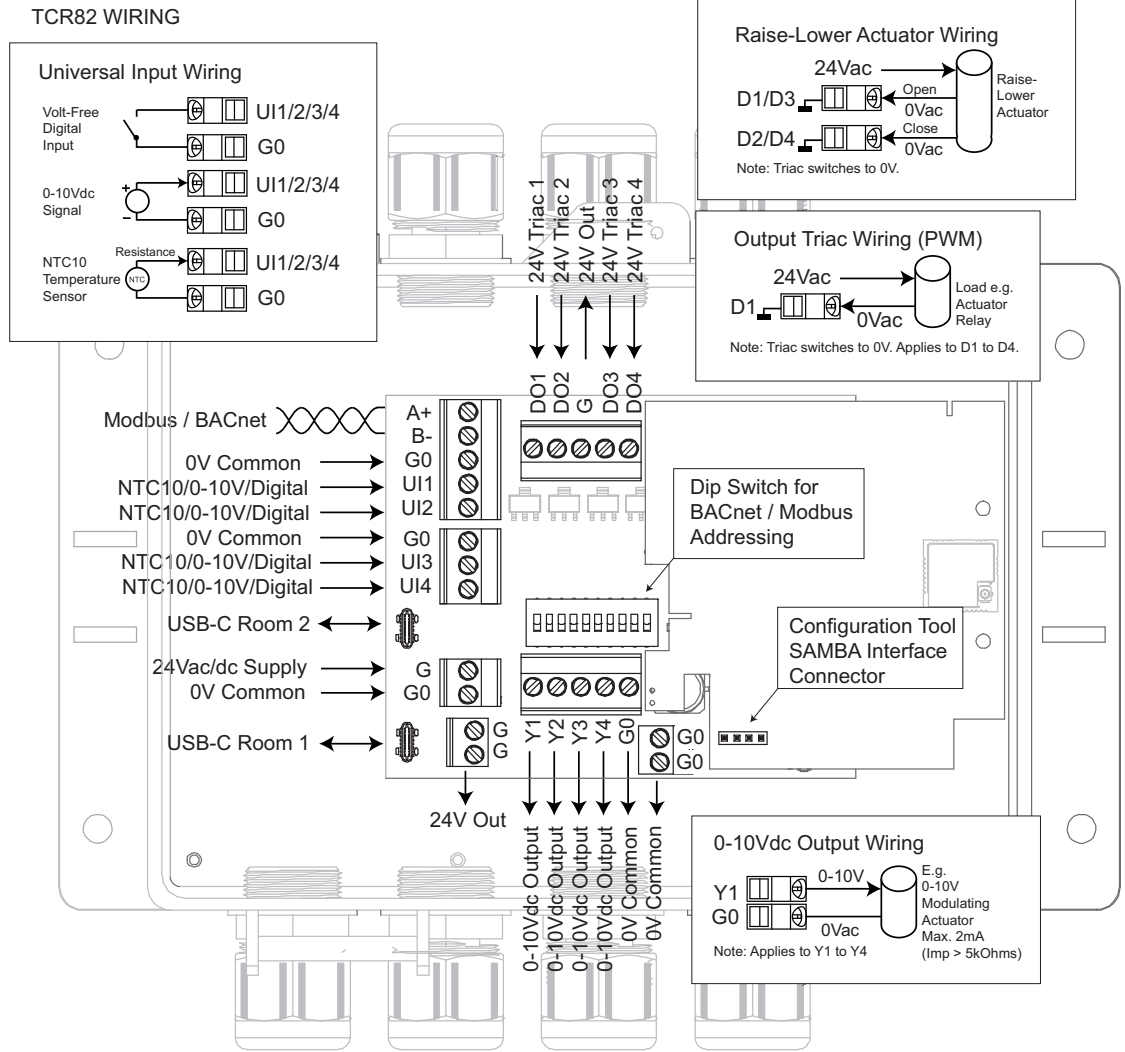 TCR82 WIRING
Universal Input Wiring
Volt-Free
Digital
Input
UI1/2/3/4
G0
0-10Vdc
Signal
+
–
UI1/2/3/4
G0
NTC10
Temperature
Sensor
Resistance
NTC
UI1/2/3/4
G0
Raise-Lower Actuator Wiring
24Vac
D1/D3
Open
0Vac
D2/D4
Close
0Vac
Raise-
Lower
Actuator
Note: Triac switches to 0V.
Output Triac Wiring (PWM)
24Vac
D1
0Vac
Load e.g.
Actuator
Relay
Note: Triac switches to 0V. Applies to D1 to D4.
24V Triac 1
24V Triac 2
24V Out
24V Triac 3
24V Triac 4
DO1
DO2
G
DO3
DO4
Modbus / BACnet
A+
B-
0V Common
G0
NTC10/0-10V/Digital
UI1
NTC10/0-10V/Digital
UI2
0V Common
G0
NTC10/0-10V/Digital
UI3
NTC10/0-10V/Digital
UI4
USB-C Room 2
24Vac/dc Supply
G
0V Common
G0
USB-C Room 1
G
G
24V Out
Dip Switch for
BACnet / Modbus
Addressing
Configuration Tool
SAMBA Interface
Connector
Y1
Y2
Y3
Y4
G0
G0
G0
0-10Vdc Output
0-10Vdc Output
0-10Vdc Output
0-10Vdc Output
0V Common
0V Common
0-10Vdc Output Wiring
Y1
0-10V
G0
0Vac
E.g.
0-10V
Modulating
Actuator
Max. 2mA
(Imp > 5kOhms)
Note: Applies to Y1 to Y4